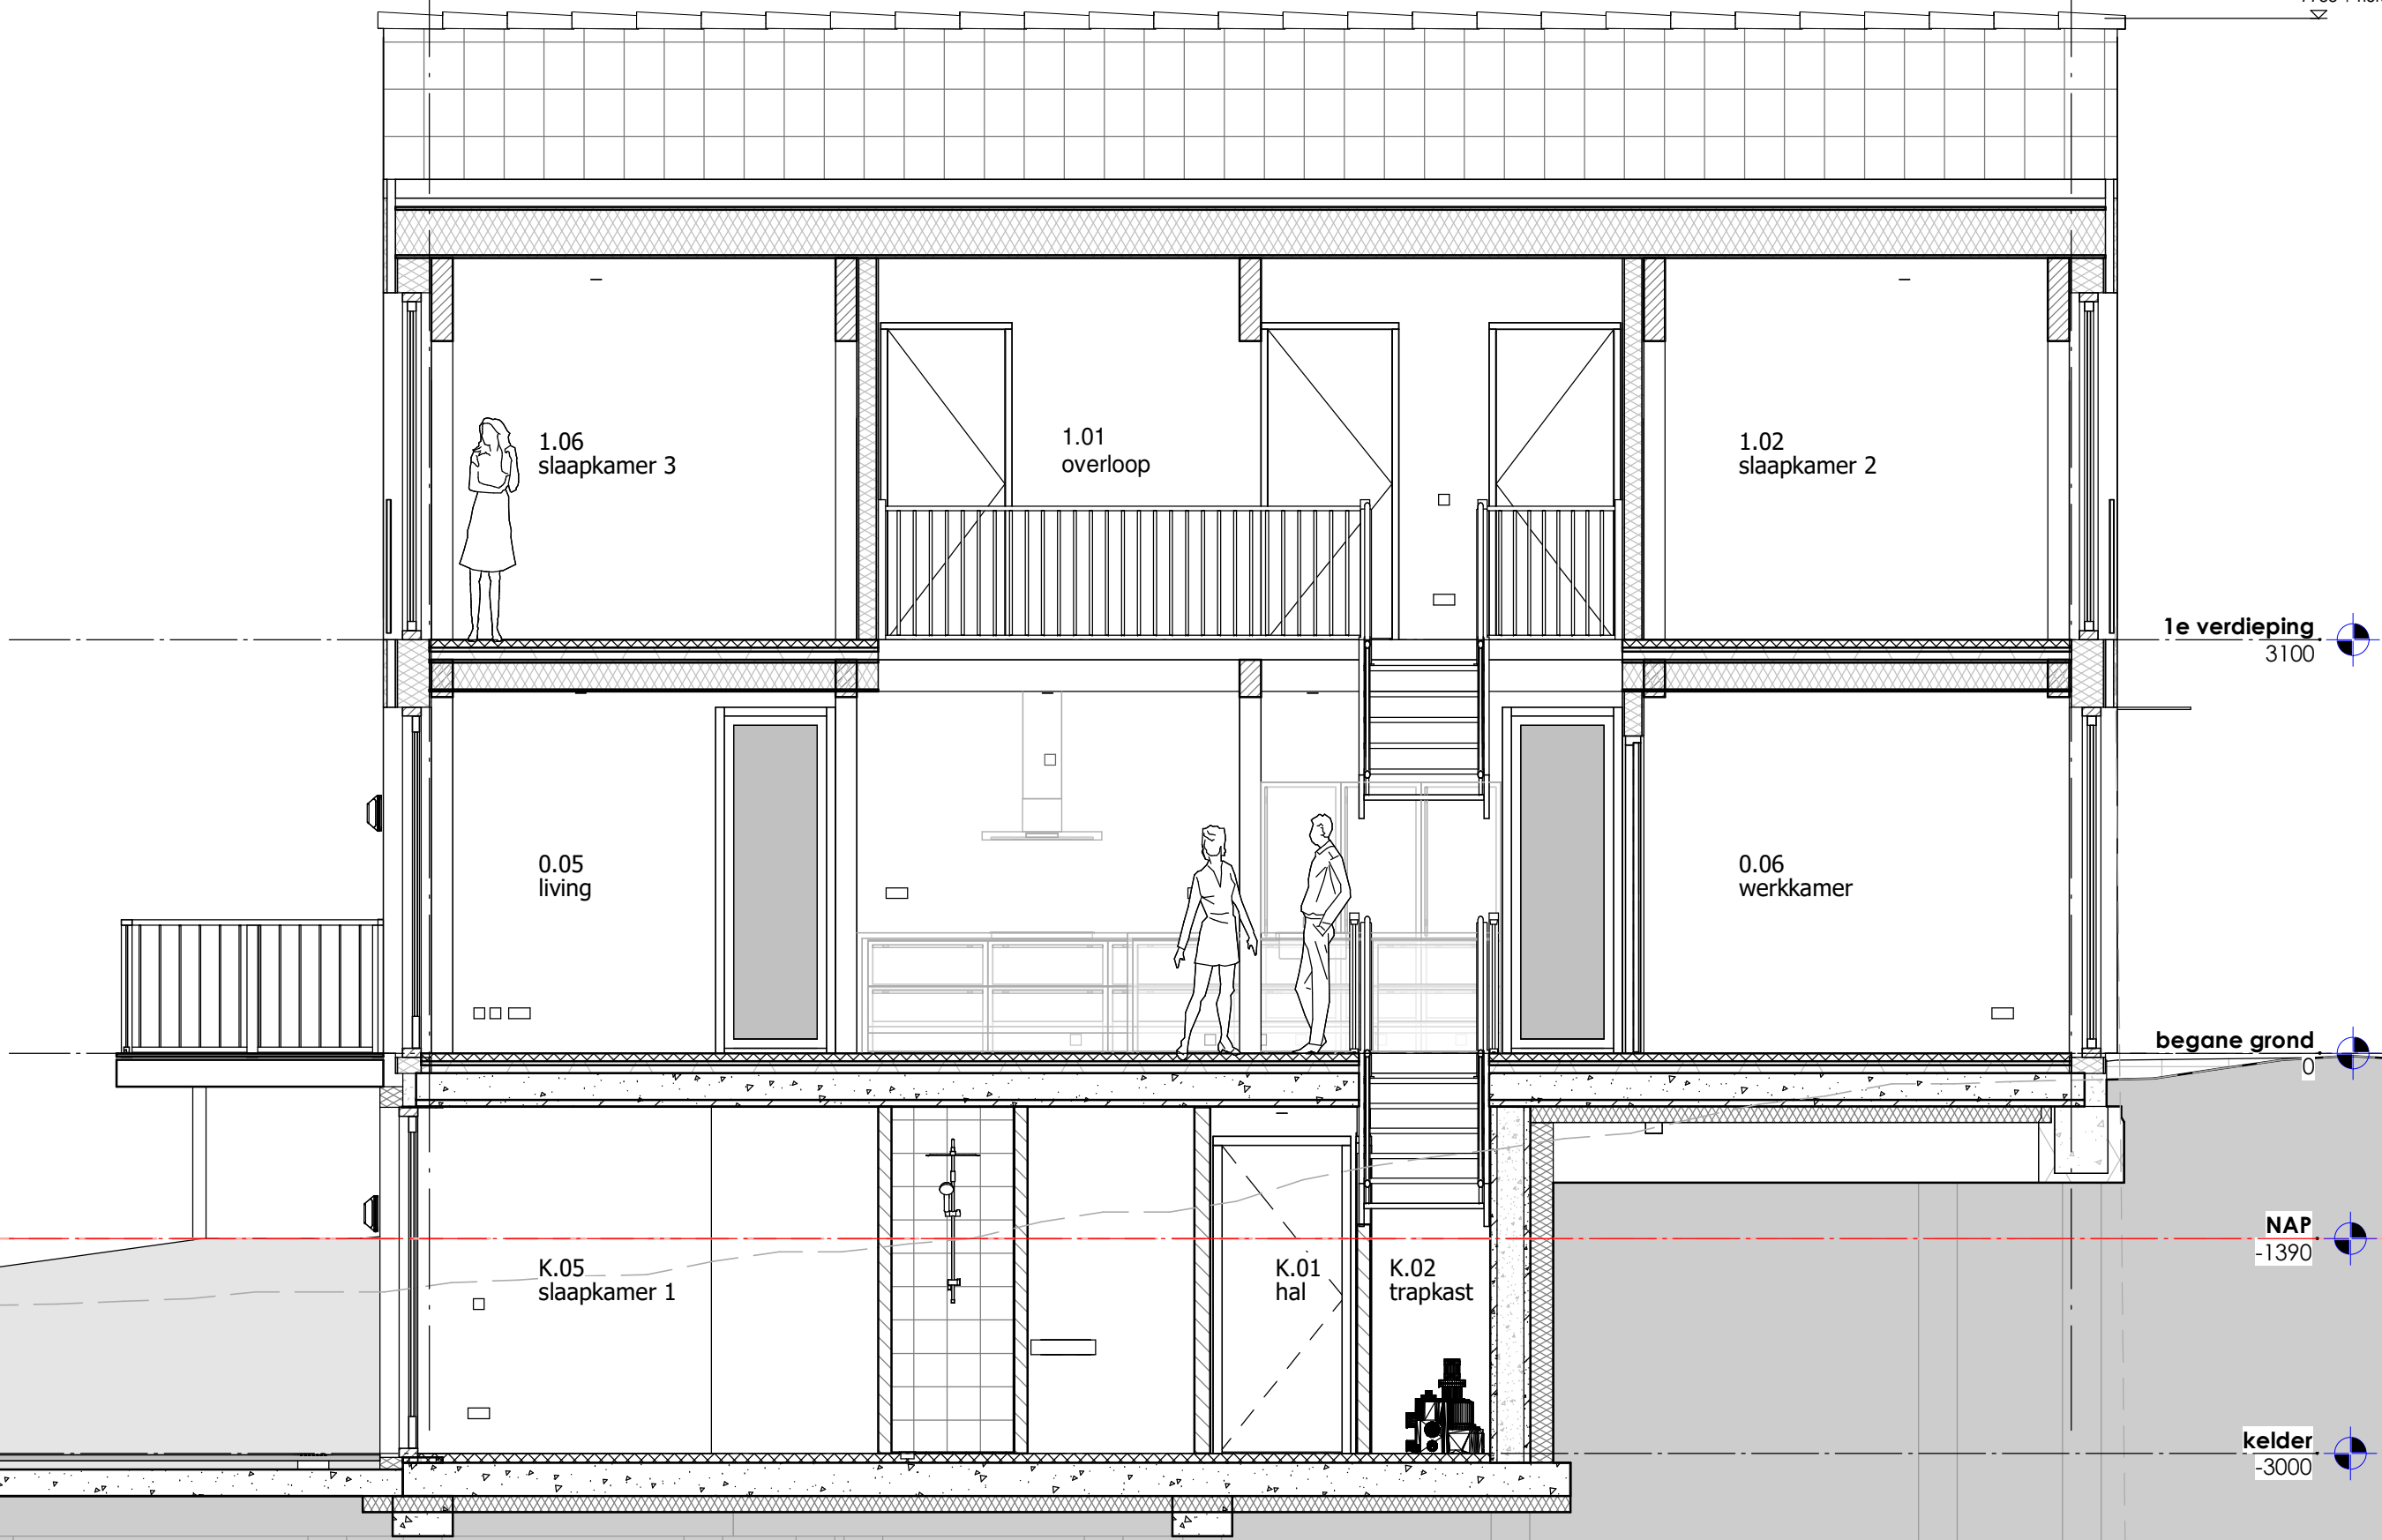 1.06
slaapkamer 3
1.01
overloop
1.02
slaapkamer 2
1e verdieping
3100
0.05
living
0.06
werkkamer
begane grond
0
NAP
-1390
K.05
slaapkamer 1
K.01
hal
K.02
trapkast
kelder
-3000